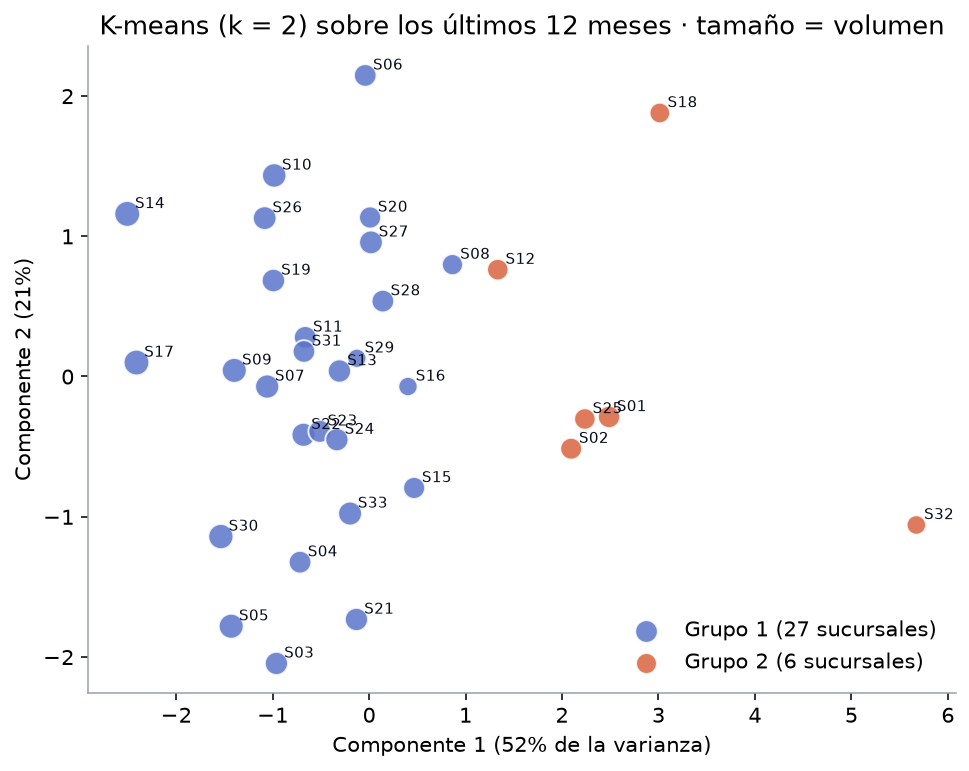 K-means (k = 2) sobre los últimos 12 meses · tamaño = volumen
Componente 2 (21%)
2
1
0
−1
−2
S06
S18
S10
S14
S26
S20
S27
S08
S12
S19
S28
S11
S31
S29
S17
S09
S13
S07
S16
S23
S22
S24
S25
S01
S02
S15
S33
S32
S30
S04
S21
S05
S03
Grupo 1 (27 sucursales)
Grupo 2 (6 sucursales)
−2 −1 0 1 2 3 4 5 6
Componente 1 (52% de la varianza)